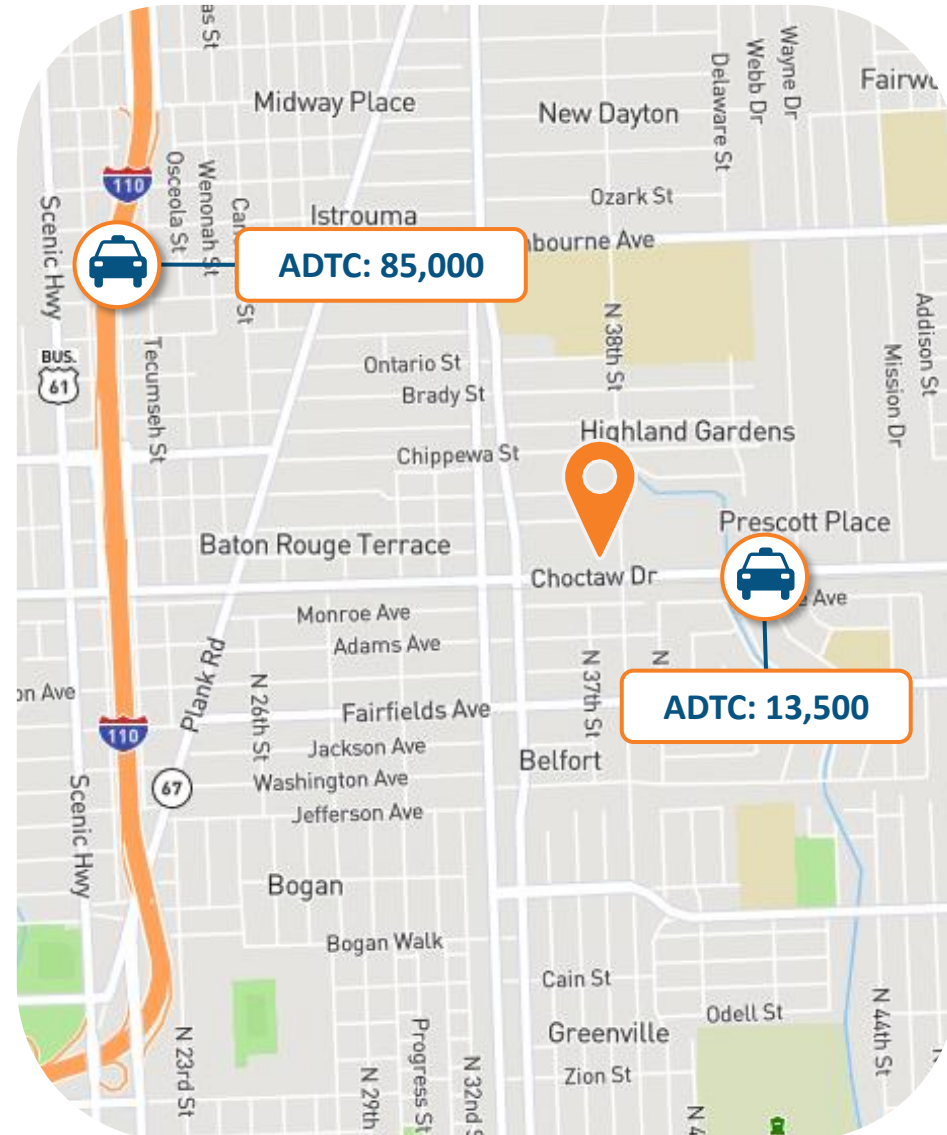 as St
Midway Place
New Dayton
Delaware St
Webb Dr
Wayne Dr
110
Osceola St
Wenonah St
Scenic Hwy
Istrouma
Ozark St
ADTC: 85,000
St
BUS.
61
Tecumseh St
N 38th St
Addison St
Mission Dr
Ontario St
Brady St
Highland Gardens
Chippewa St
Prescott Place
Baton Rouge Terrace
Choctaw Dr
Ave
Monroe Ave
Adams Ave
Plank Rd
N 26th St
N 37th St
N
on Ave
ADTC: 13,500
Fairfields Ave
110
Jackson Ave
Belfort
Washington Ave
67
Jefferson Ave
Scenic Hwy
Bogan
Bogan Walk
Cain St
Odell St
N 44th St
Greenville
Zion St
N 23rd St
N 29th
Progress St
N 32nd S
N 4